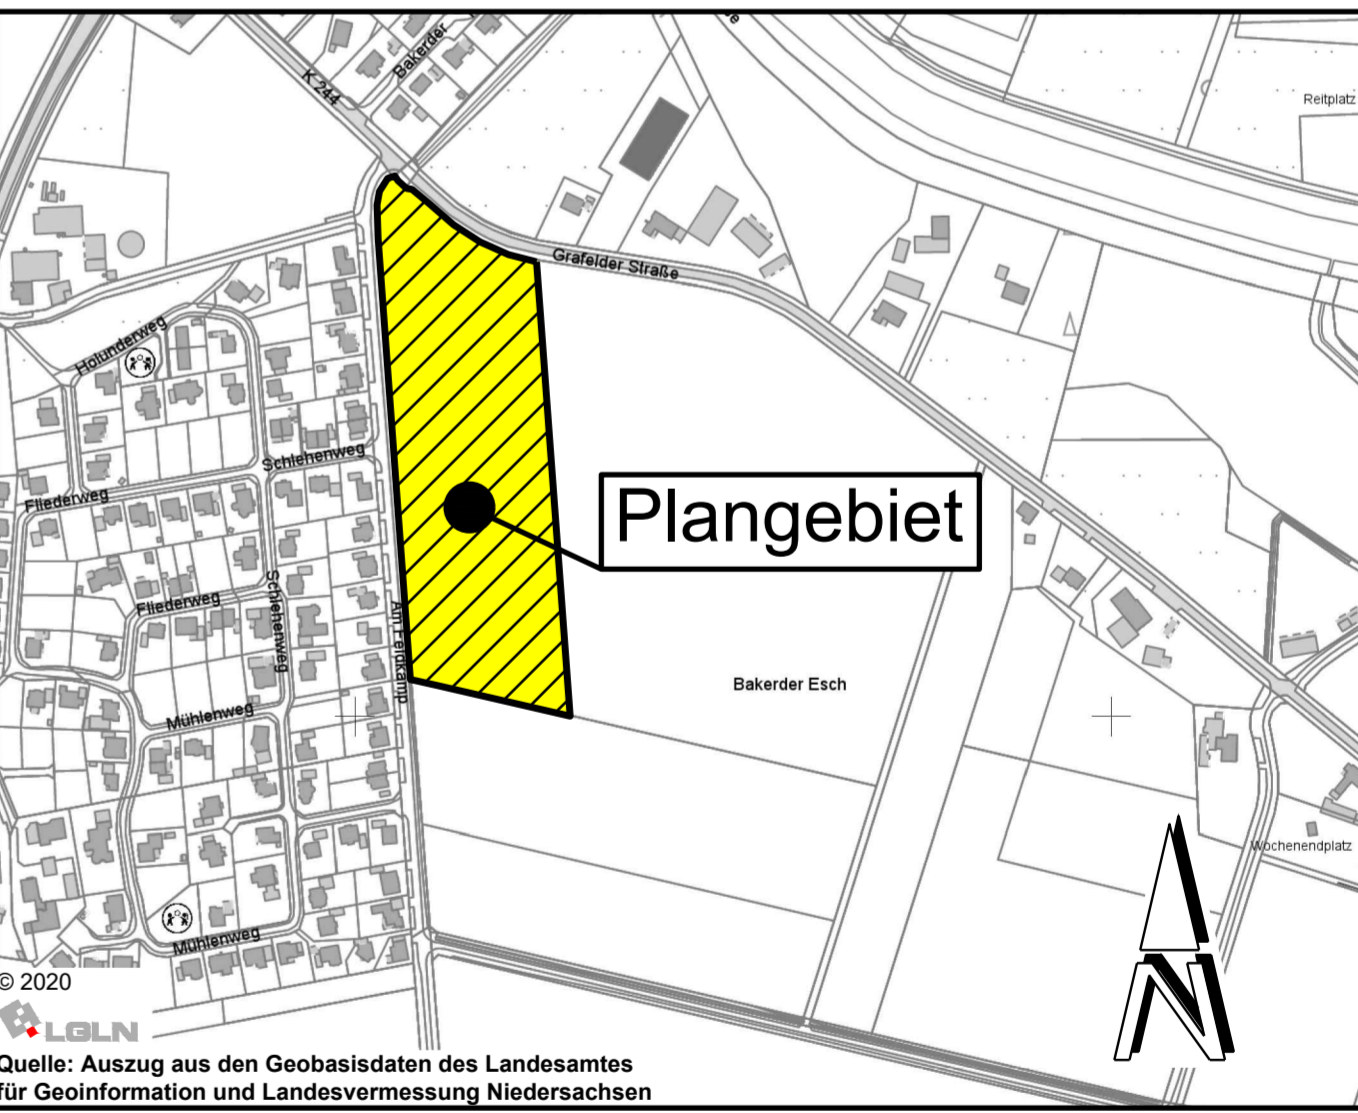 K 244
Bakerder
Reitplatz
Grafelder Straße
Holunderweg
Schlehenweg
Fliederweg
Plangebiet
Fliederweg
Schlehenweg
Am Feldkamp
Bakerder Esch
Mühlenweg
Wochenendplatz
Mühlenweg
N
© 2020
LGLN
Quelle: Auszug aus den Geobasisdaten des Landesamtes
für Geoinformation und Landesvermessung Niedersachsen